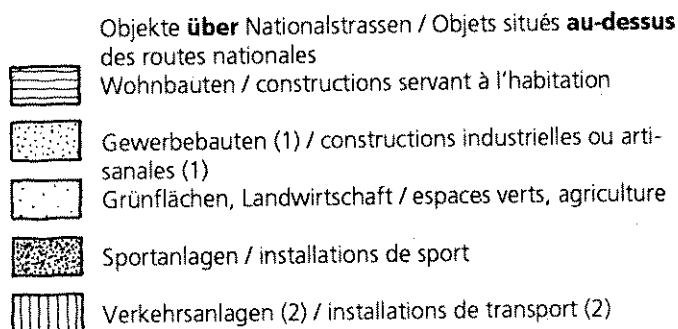 Objekte über Nationalstrassen / Objets situés au-dessus
des routes nationales
Wohnbauten / constructions servant à l'habitation
Gewerbebauten (1) / constructions industrielles ou arti-
sanales (1)
Grünflächen, Landwirtschaft / espaces verts, agriculture
Sportanlagen / installations de sport
Verkehrsanlagen (2) / installations de transport (2)